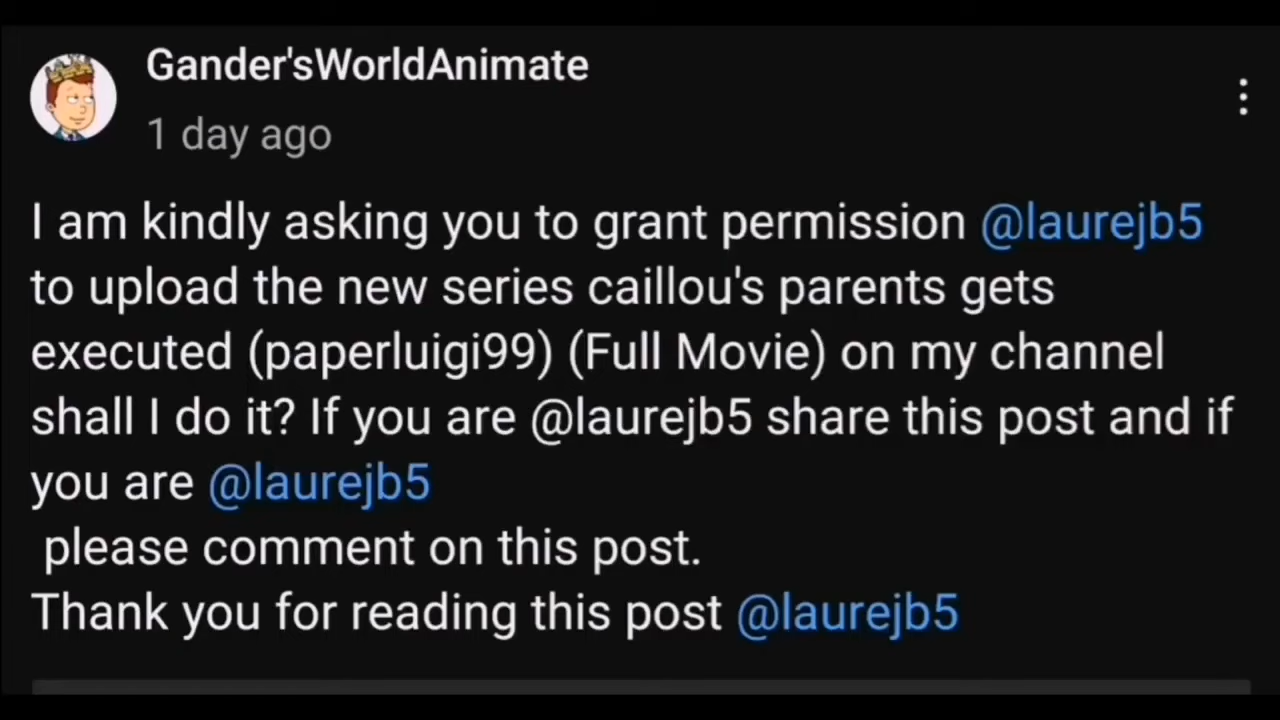 Gander'sWorldAnimate
1 day ago
I am kindly asking you to grant permission @laurejb5
to upload the new series caillou's parents gets
executed (paperluigi99) (Full Movie) on my channel
shall I do it? If you are @laurejb5 share this post and if
you are @laurejb5
please comment on this post.
Thank you for reading this post @laurejb5